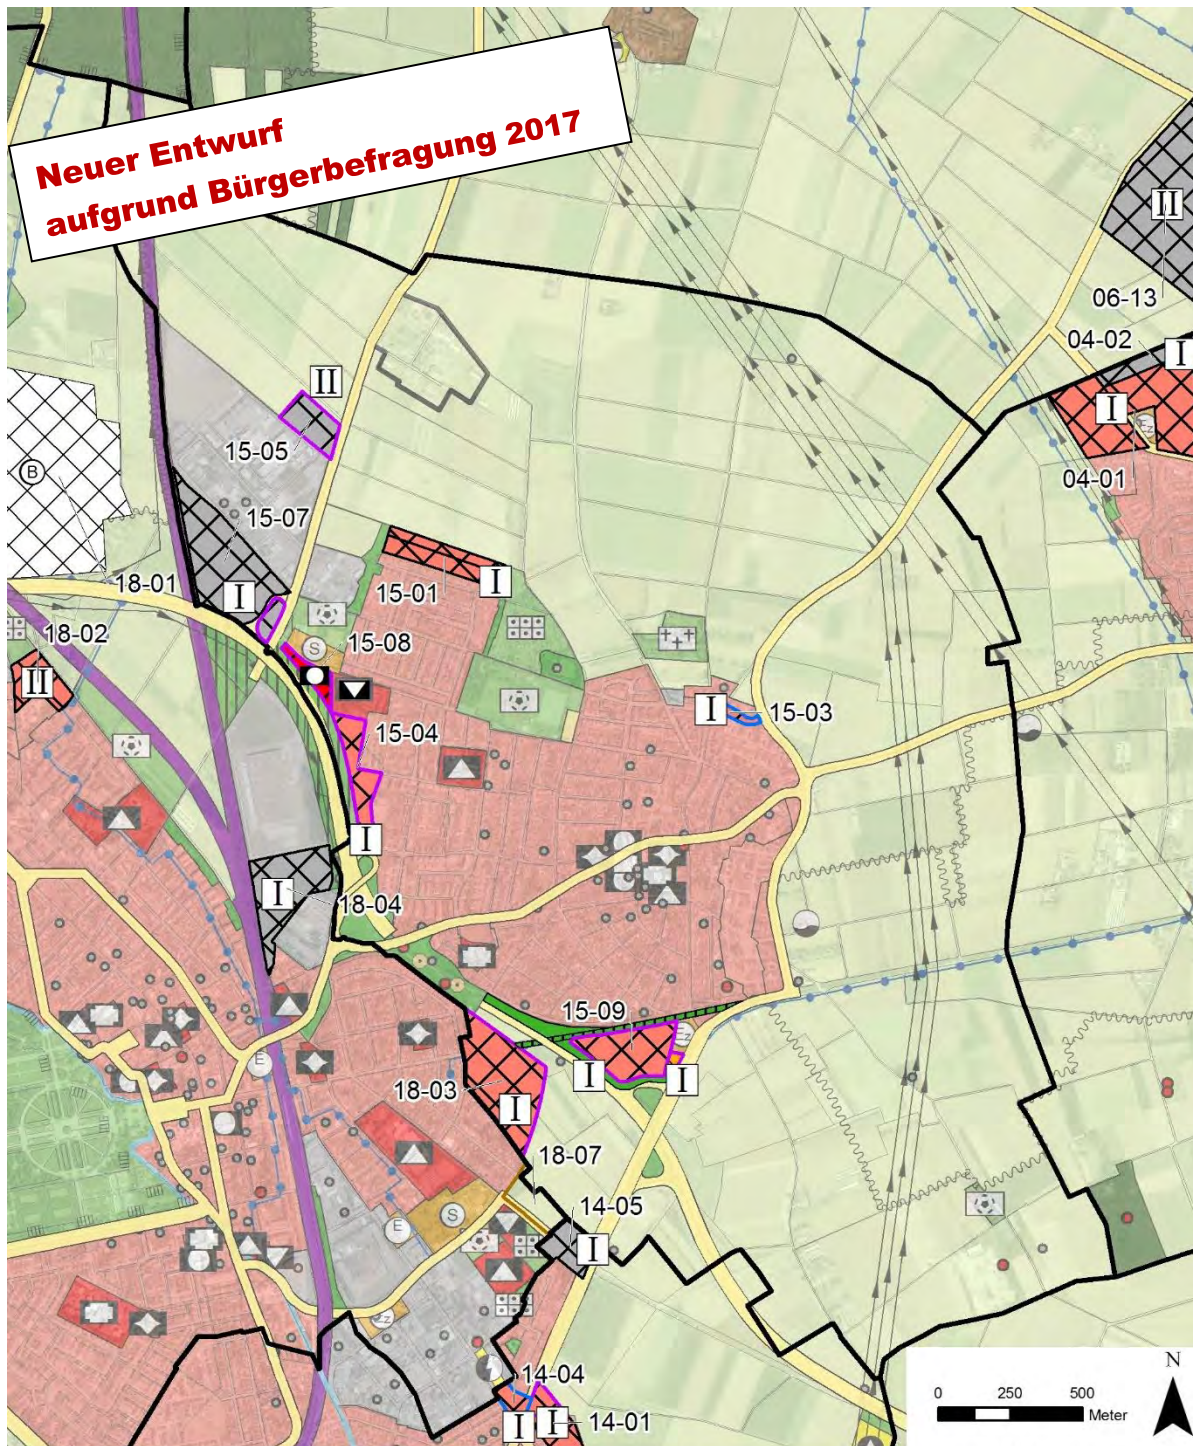 Neuer Entwurf
aufgrund Bürgerbefragung 2017
II
06-13
04-02
I
I
Ez
04-01
II
15-05
B
15-07
18-01
I
15-01
I
18-02
II
S
15-08
15-04
I
15-03
I
I
18-04
15-09
Ez
I
I
18-03
I
E
18-07
14-05
I
E
S
14-04
I
I
14-01
N
0 250 500
Meter